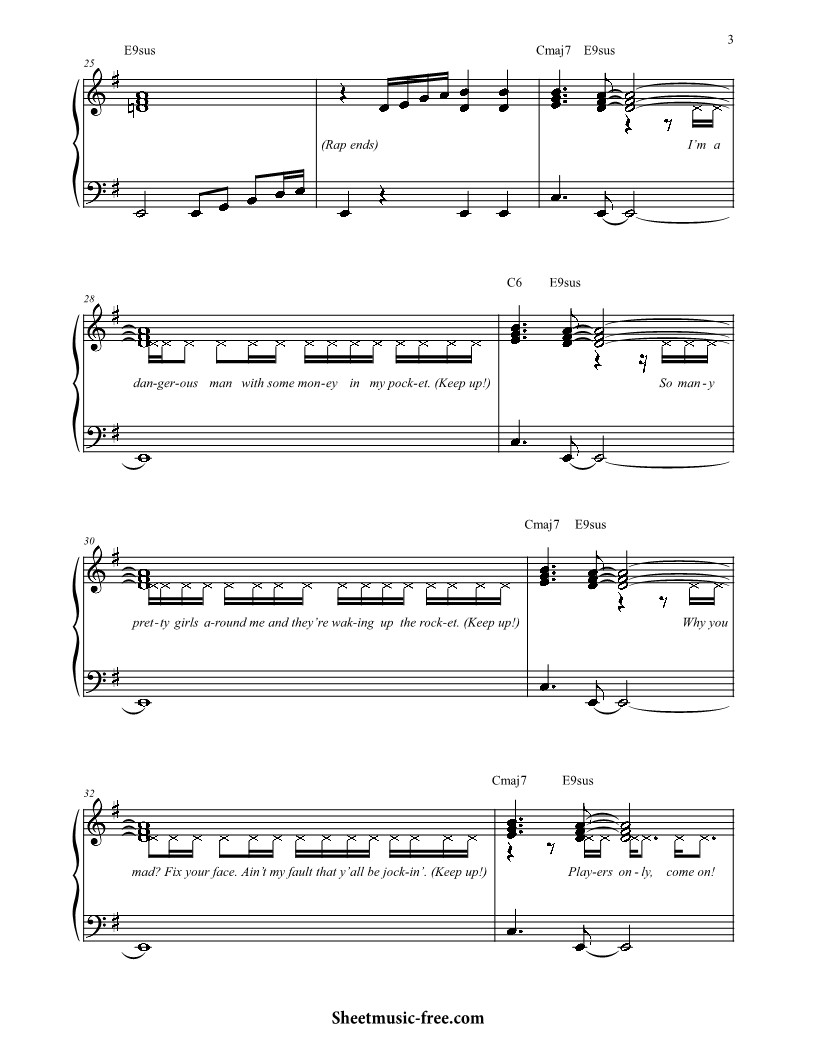 3
E9sus Cmaj7 E9sus
25
(Rap ends) I'm a
C6 E9sus
28
dan-ger-ous man with some mon-ey in my pock-et. (Keep up!) So man-y
Cmaj7 E9sus
30
pret-ty girls a-round me and they're wak-ing up the rock-et. (Keep up!) Why you
Cmaj7 E9sus
32
mad? Fix your face. Ain't my fault that y'all be jock-in'. (Keep up!) Play-ers on-ly, come on!
Sheetmusic-free.com